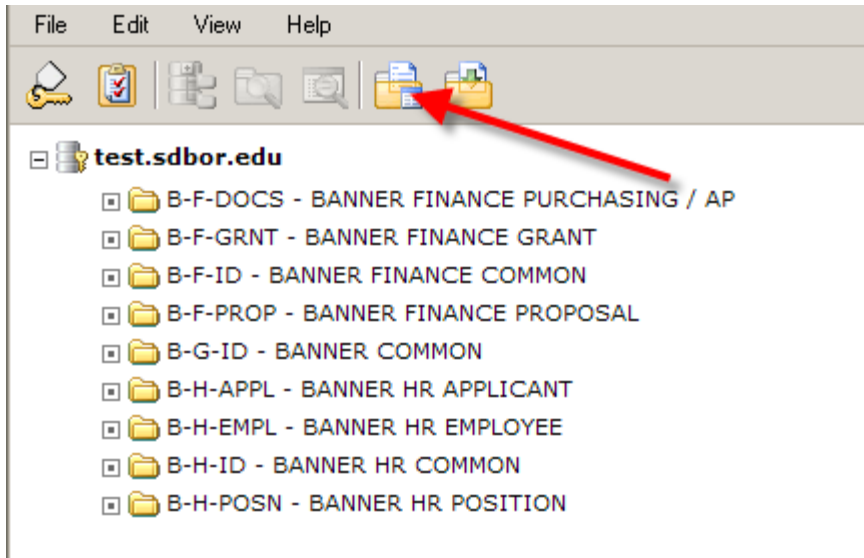 File Edit View Help
test.sdbor.edu
B-F-DOCS - BANNER FINANCE PURCHASING / AP
B-F-GRNT - BANNER FINANCE GRANT
B-F-ID - BANNER FINANCE COMMON
B-F-PROP - BANNER FINANCE PROPOSAL
B-G-ID - BANNER COMMON
B-H-APPL - BANNER HR APPLICANT
B-H-EMPL - BANNER HR EMPLOYEE
B-H-ID - BANNER HR COMMON
B-H-POSN - BANNER HR POSITION